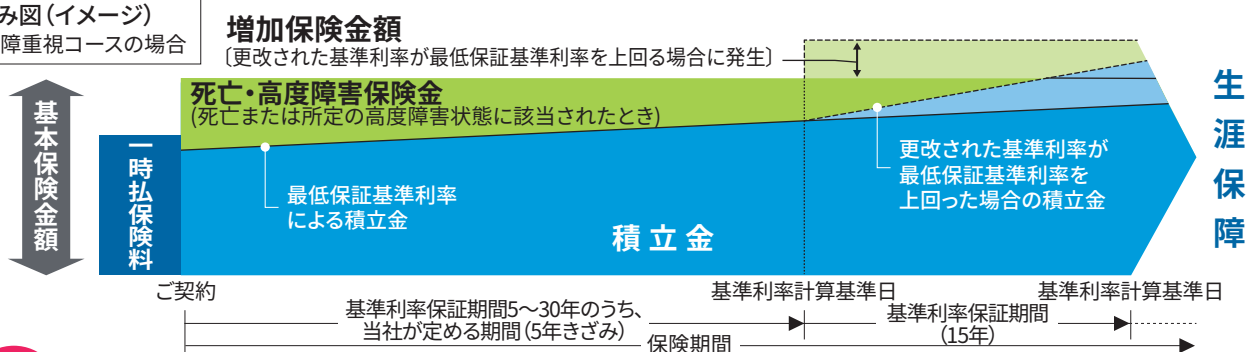 み図（イメージ）
障重視コースの場合
増加保険金額
〔更改された基準利率が最低保証基準利率を上回る場合に発生〕
死亡・高度障害保険金
（死亡または所定の高度障害状態に該当されたとき）
基本保険金額
一時払保険料
最低保証基準利率
による積立金
積立金
更改された基準利率が
最低保証基準利率を
上回った場合の積立金
生涯保障
ご契約
基準利率計算基準日
基準利率計算基準日
基準利率保証期間5～30年のうち、
当社が定める期間（5年きざみ）
基準利率保証期間
（15年）
保険期間